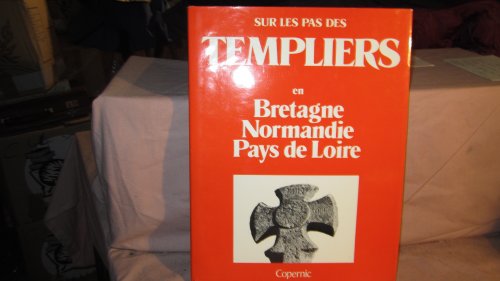 SUR LES PAS DES
TEMPLIERS
en
Bretagne
Normandie
Pays de Loire
Copernic